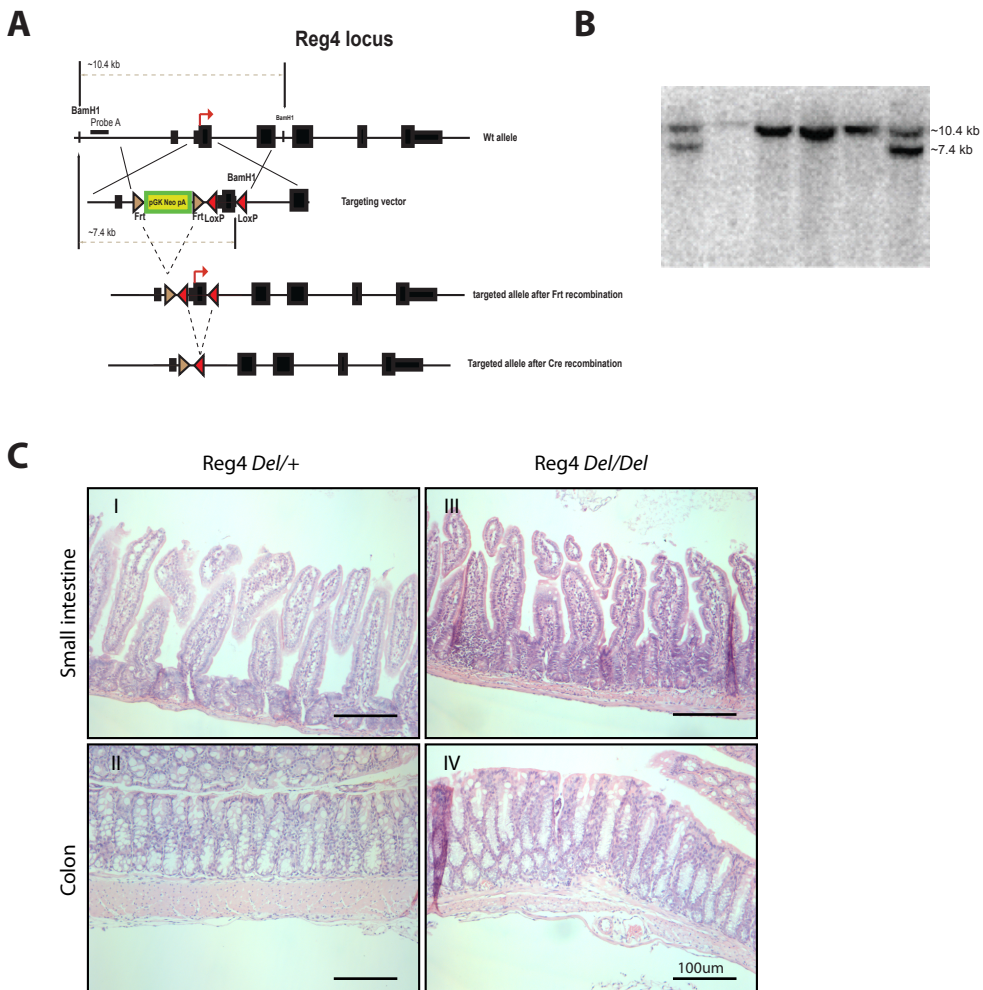 A
B
Reg4 locus
~10.4 kb
BamH1
Probe A
BamH1
Wt allele
BamH1
pGK Neo pA
Frt
Frt
LoxP
LoxP
Targeting vector
~7.4 kb
targeted allele after Frt recombination
Targeted allele after Cre recombination
~10.4 kb
~7.4 kb
C
Reg4 Del/+
Reg4 Del/Del
Small intestine
I
III
Colon
II
IV
100um